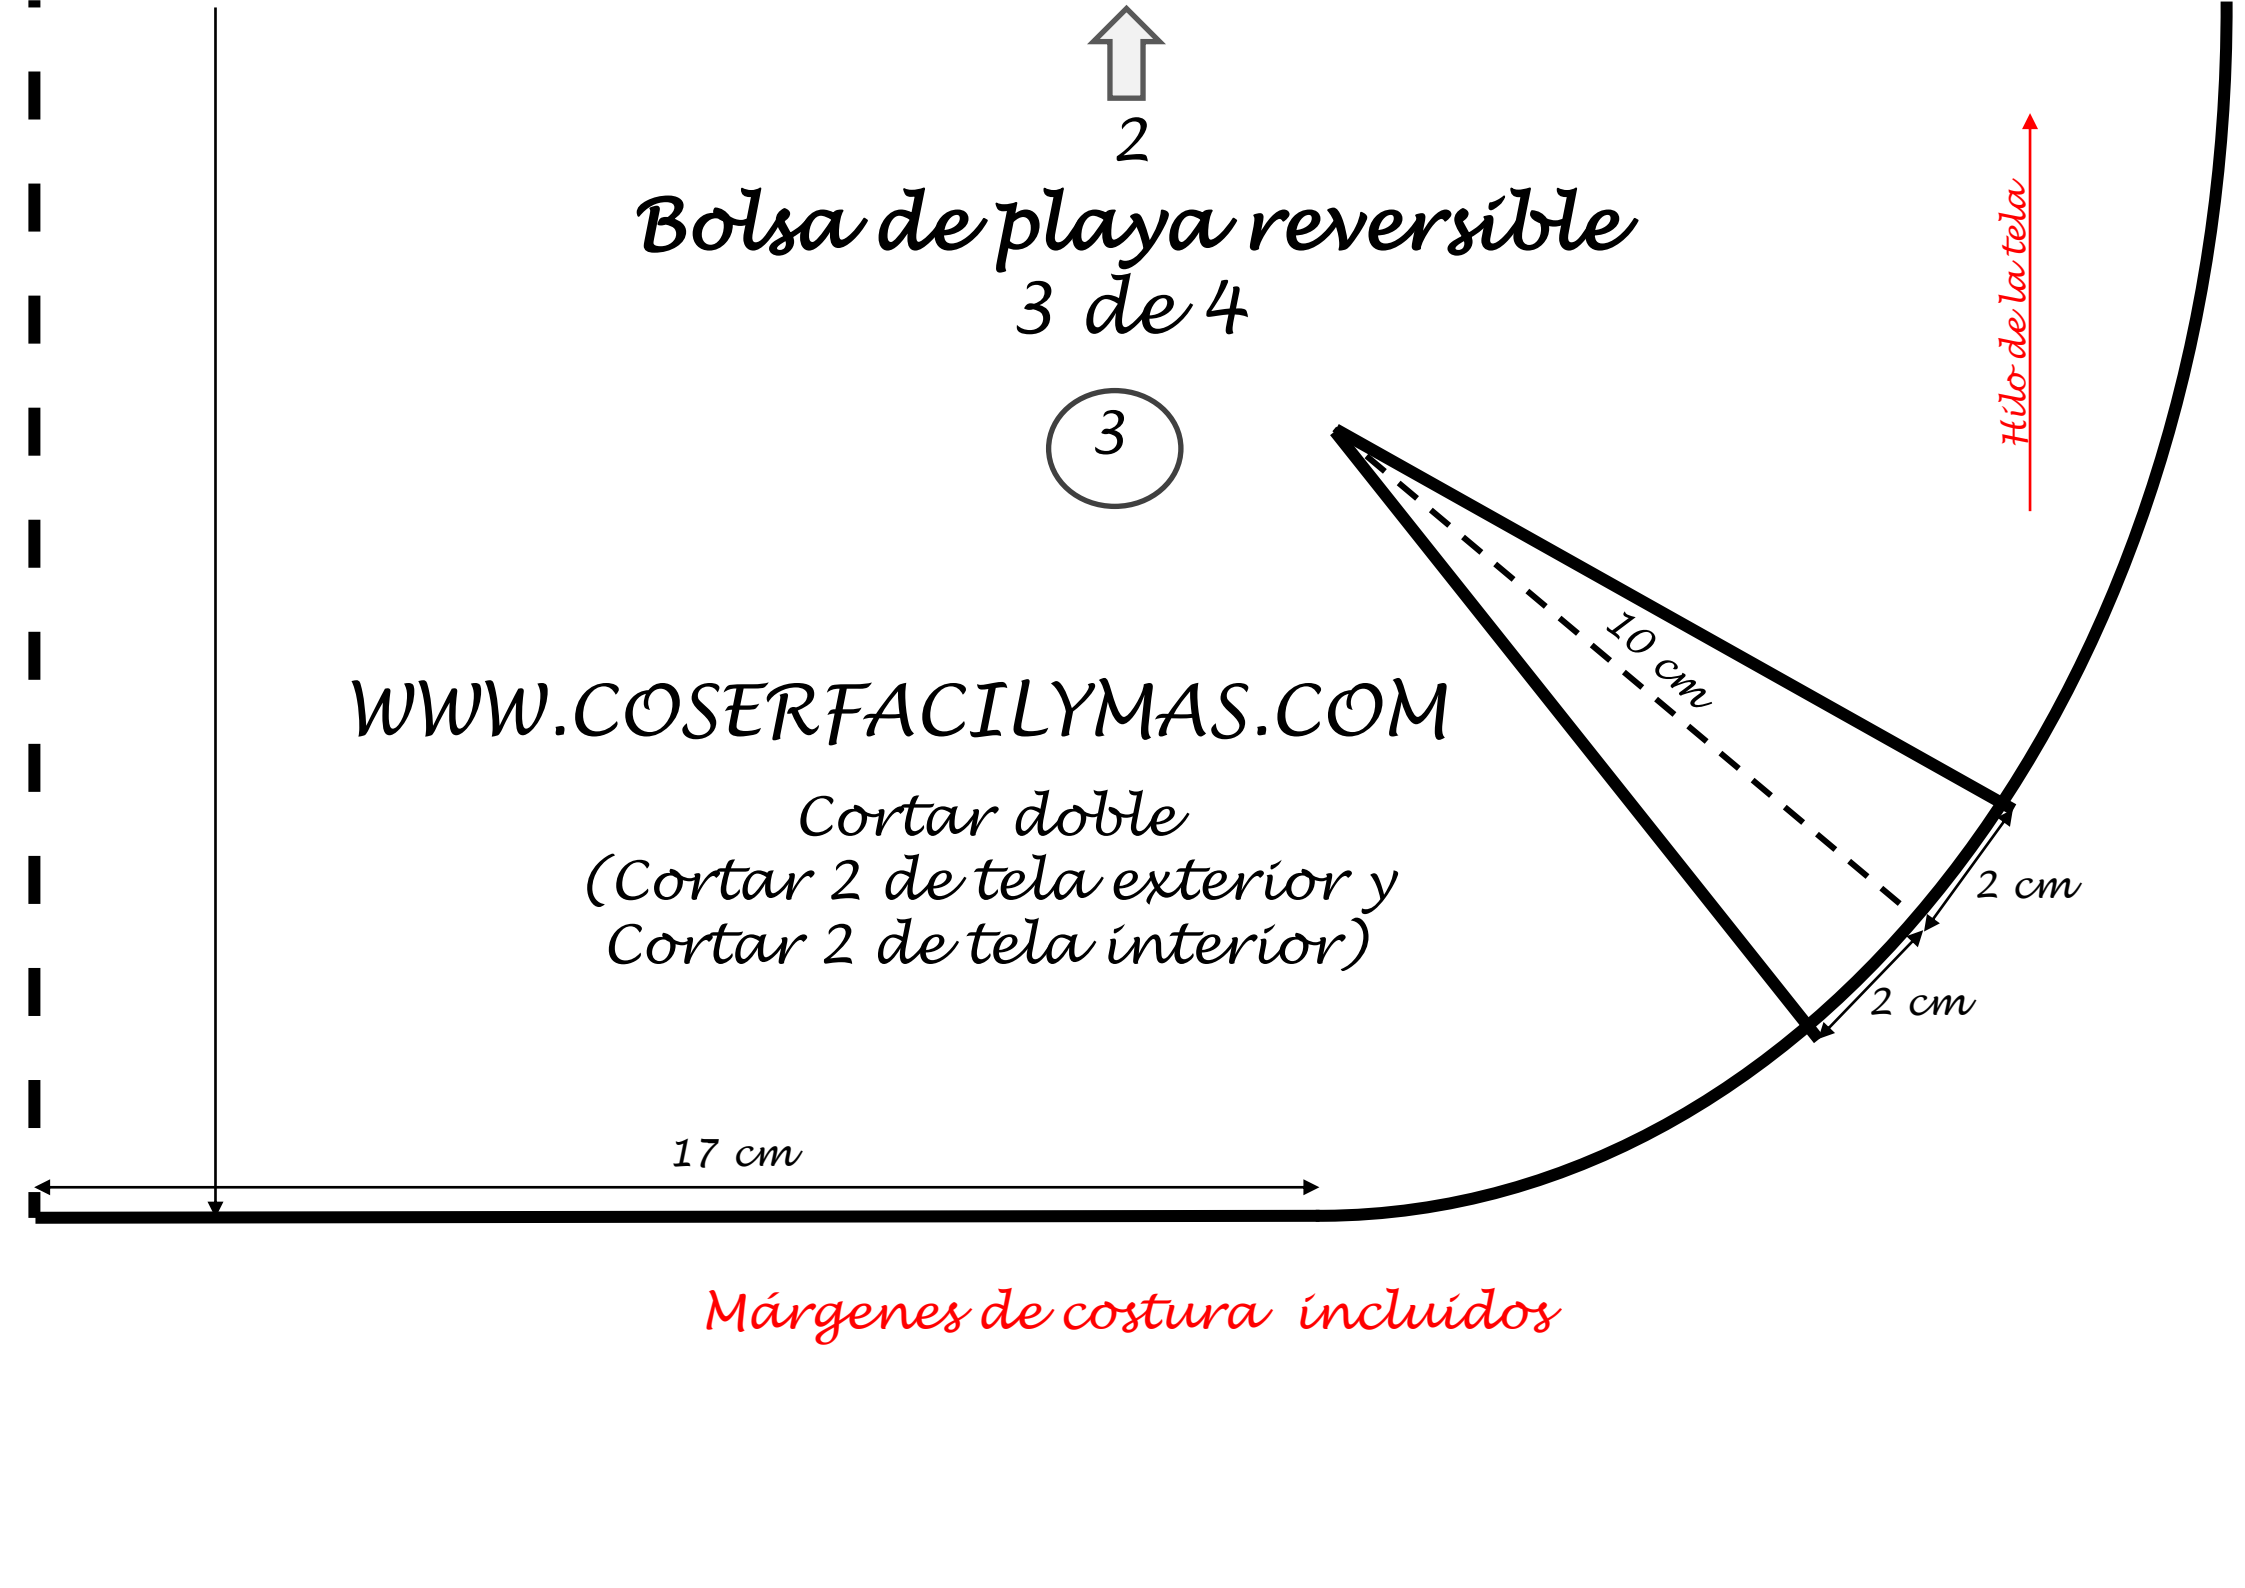 2
Bolsa de playa reversible
3 de 4
3
Hilo de la tela
10 cm
WWW.COSERFACILYMAS.COM
Cortar doble
(Cortar 2 de tela exterior y
Cortar 2 de tela interior)
2 cm
2 cm
17 cm
Márgenes de costura incluidos